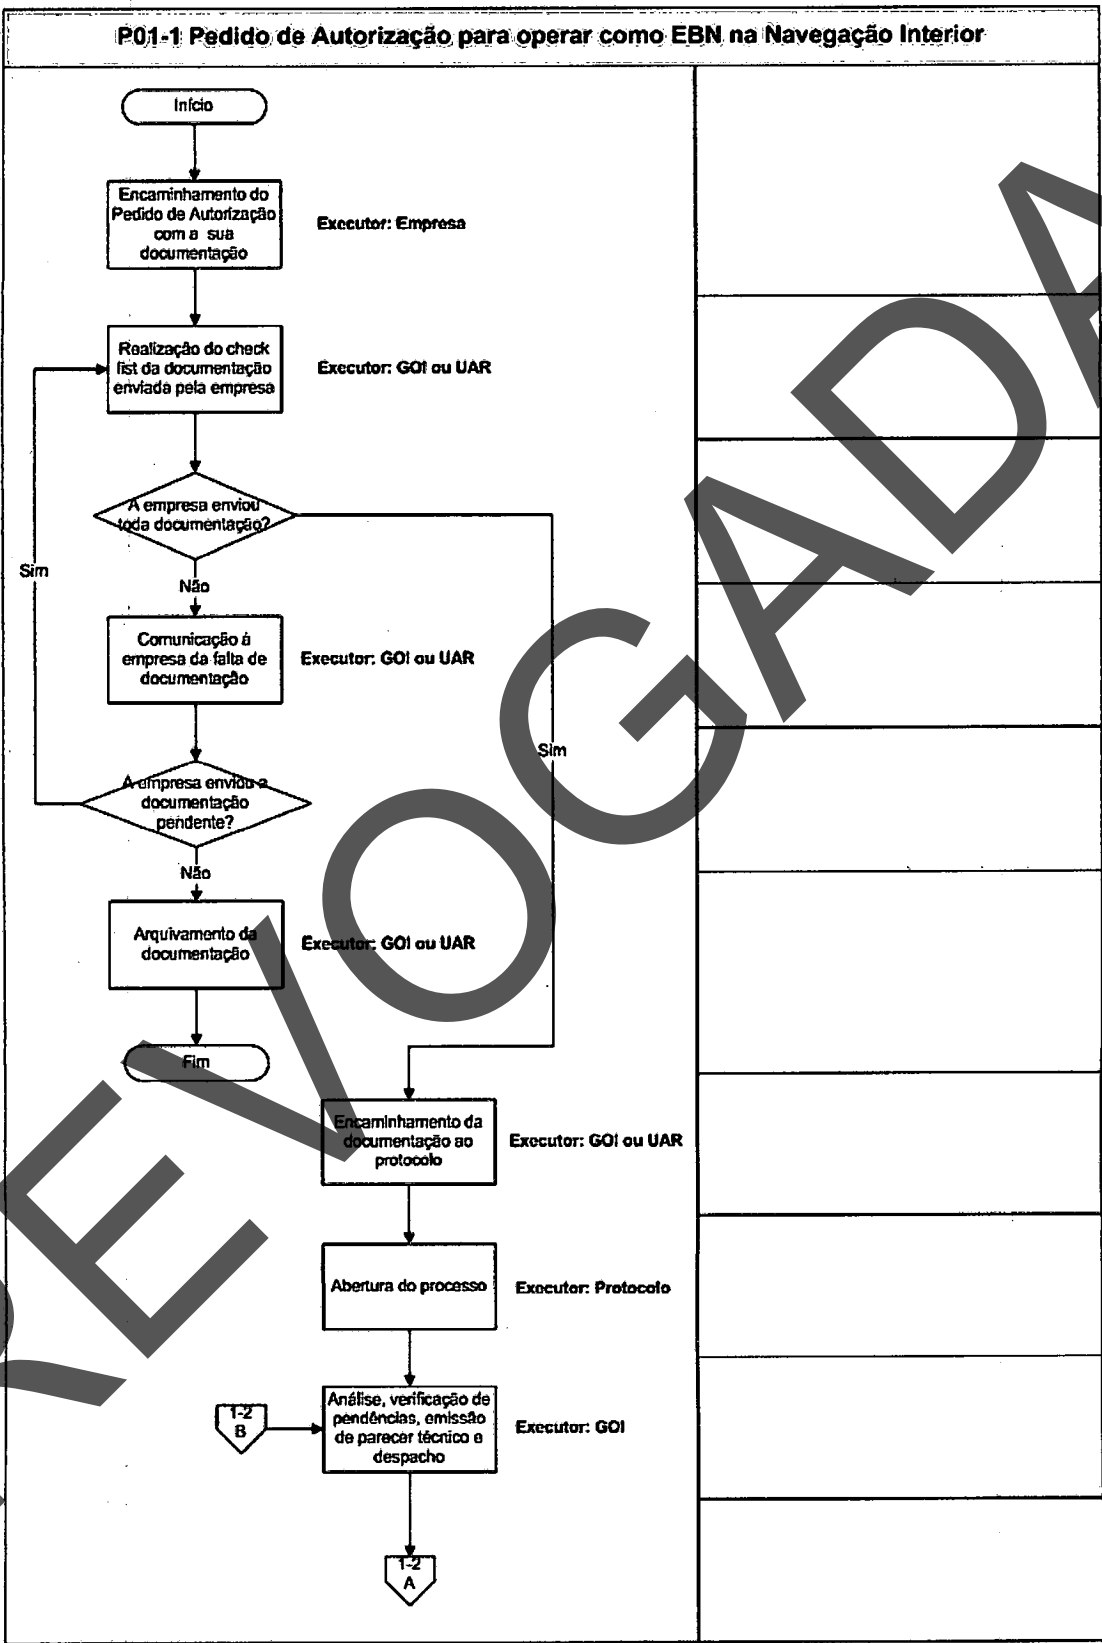 P01-1 Pedido de Autorização para operar como EBN na Navegação Interior
Início
Encaminhamento do
Pedido de Autorização
com a sua
documentação
Executor: Empresa
Realização do check
list da documentação
enviada pela empresa
Executor: GOI ou UAR
A empresa enviou
toda documentação?
Sim
Não
Comunicação à
empresa da falta de
documentação
Executor: GOI ou UAR
Sim
A empresa enviou a
documentação
pendente?
Não
Arquivamento da
documentação
Executor: GOI ou UAR
Fim
Encaminhamento da
documentação ao
protocolo
Executor: GOI ou UAR
Abertura do processo
Executor: Protocolo
Análise, verificação de
pendências, emissão
de parecer técnico e
despacho
Executor: GOI
1-2
B
1-2
A
REVOGADA